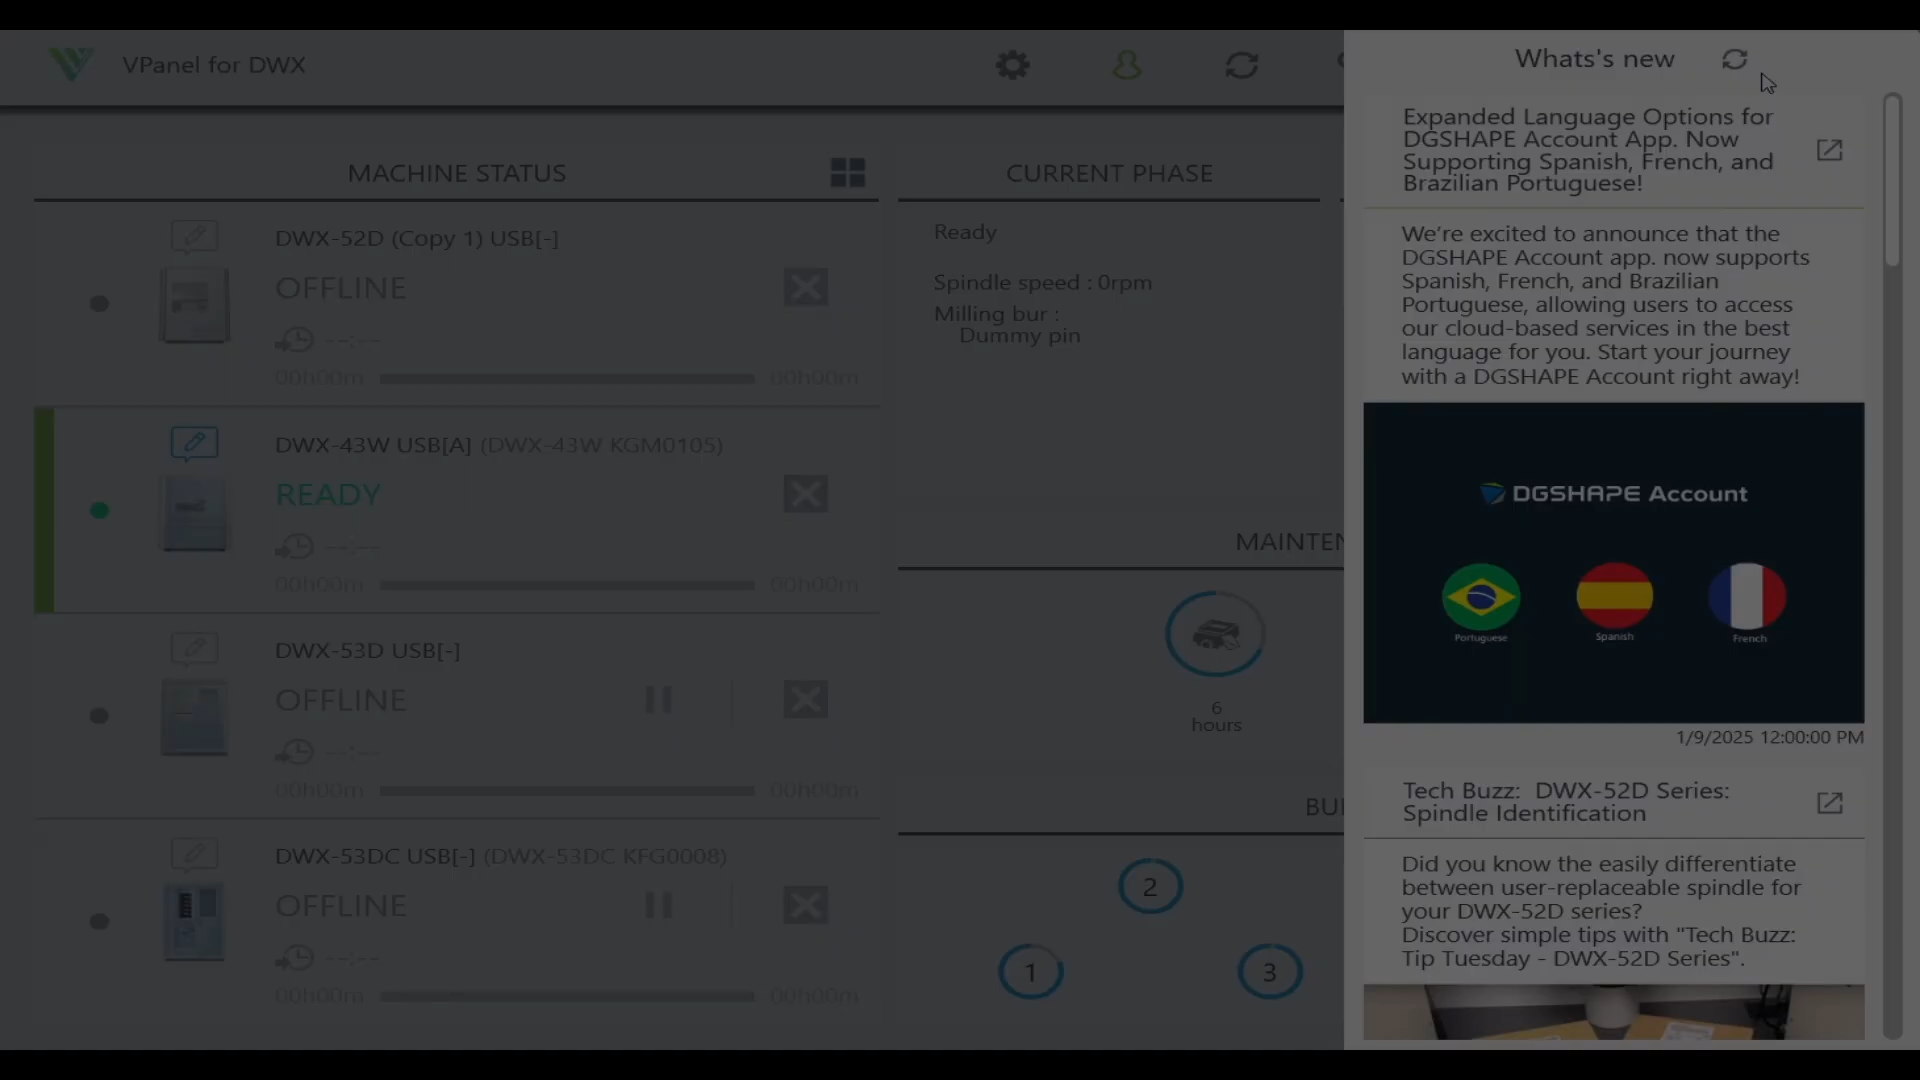 VPanel for DWX
MACHINE STATUS
DWX-52D (Copy 1) USB[-]
OFFLINE
--:--
00h00m 00h00m
DWX-43W USB[A] (DWX-43W KGM0105)
READY
--:--
00h00m 00h00m
DWX-53D USB[-]
OFFLINE
--:--
00h00m 00h00m
DWX-53DC USB[-] (DWX-53DC KFG0008)
OFFLINE
--:--
00h00m 00h00m
CURRENT PHASE
Ready
Spindle speed : 0rpm
Milling bur :
Dummy pin
MAINTEN
6
hours
BU
2
1 3
Whats's new
Expanded Language Options for
DGSHAPE Account App. Now
Supporting Spanish, French, and
Brazilian Portuguese!
We're excited to announce that the
DGSHAPE Account app. now supports
Spanish, French, and Brazilian
Portuguese, allowing users to access
our cloud-based services in the best
language for you. Start your journey
with a DGSHAPE Account right away!
DGSHAPE Account
Portuguese Spanish French
1/9/2025 12:00:00 PM
Tech Buzz: DWX-52D Series:
Spindle Identification
Did you know the easily differentiate
between user-replaceable spindle for
your DWX-52D series?
Discover simple tips with "Tech Buzz:
Tip Tuesday - DWX-52D Series".